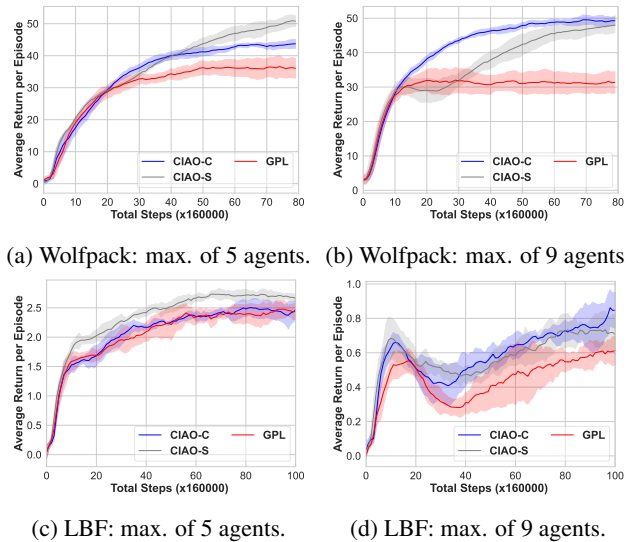 Average Return per Episode
50
40
30
20
10
0
0 10 20 30 40 50 60 70 80
Total Steps (x160000)
CIAO-C GPL
CIAO-S
Average Return per Episode
50
40
30
20
10
0
0 10 20 30 40 50 60 70 80
Total Steps (x160000)
CIAO-C GPL
CIAO-S
(a) Wolfpack: max. of 5 agents. (b) Wolfpack: max. of 9 agents
Average Return per Episode
2.5
2.0
1.5
1.0
0.5
0.0
0 20 40 60 80 100
Total Steps (x160000)
CIAO-C GPL
CIAO-S
Average Return per Episode
1.0
0.8
0.6
0.4
0.2
0.0
0 20 40 60 80 100
Total Steps (x160000)
CIAO-C GPL
CIAO-S
(c) LBF: max. of 5 agents. (d) LBF: max. of 9 agents.